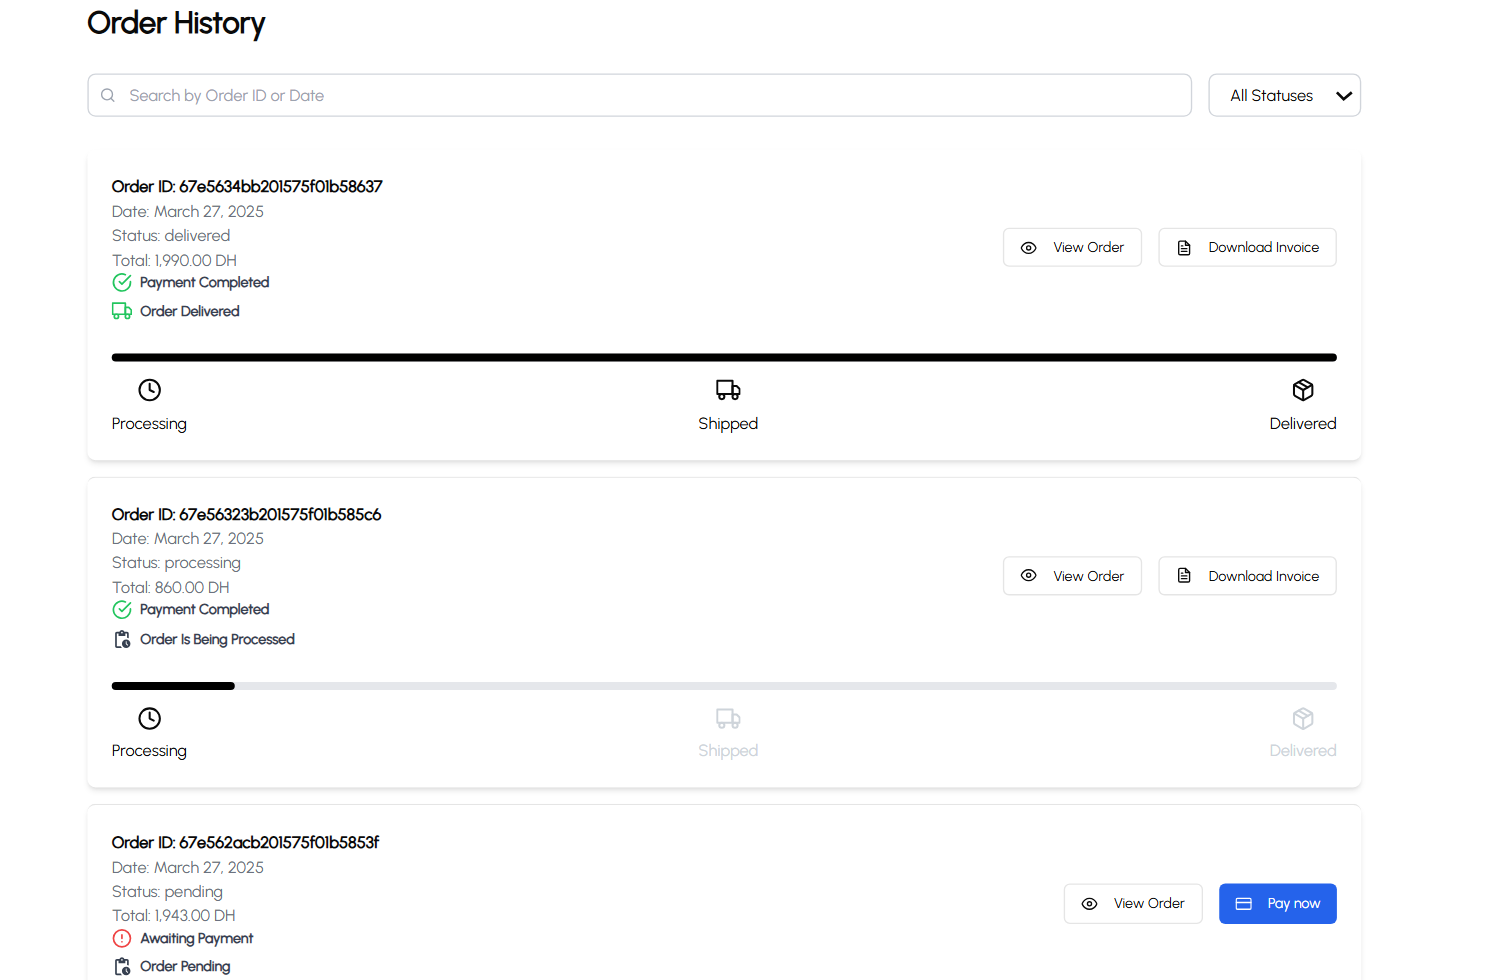 Order History
Search by Order ID or Date
All Statuses
Order ID: 67e5634bb201575f01b58637
Date: March 27, 2025
Status: delivered
Total: 1,990.00 DH
Payment Completed
Order Delivered
View Order
Download Invoice
Processing
Shipped
Delivered
Order ID: 67e56323b201575f01b585c6
Date: March 27, 2025
Status: processing
Total: 860.00 DH
Payment Completed
Order Is Being Processed
View Order
Download Invoice
Processing
Shipped
Delivered
Order ID: 67e562acb201575f01b5853f
Date: March 27, 2025
Status: pending
Total: 1,943.00 DH
Awaiting Payment
Order Pending
View Order
Pay now